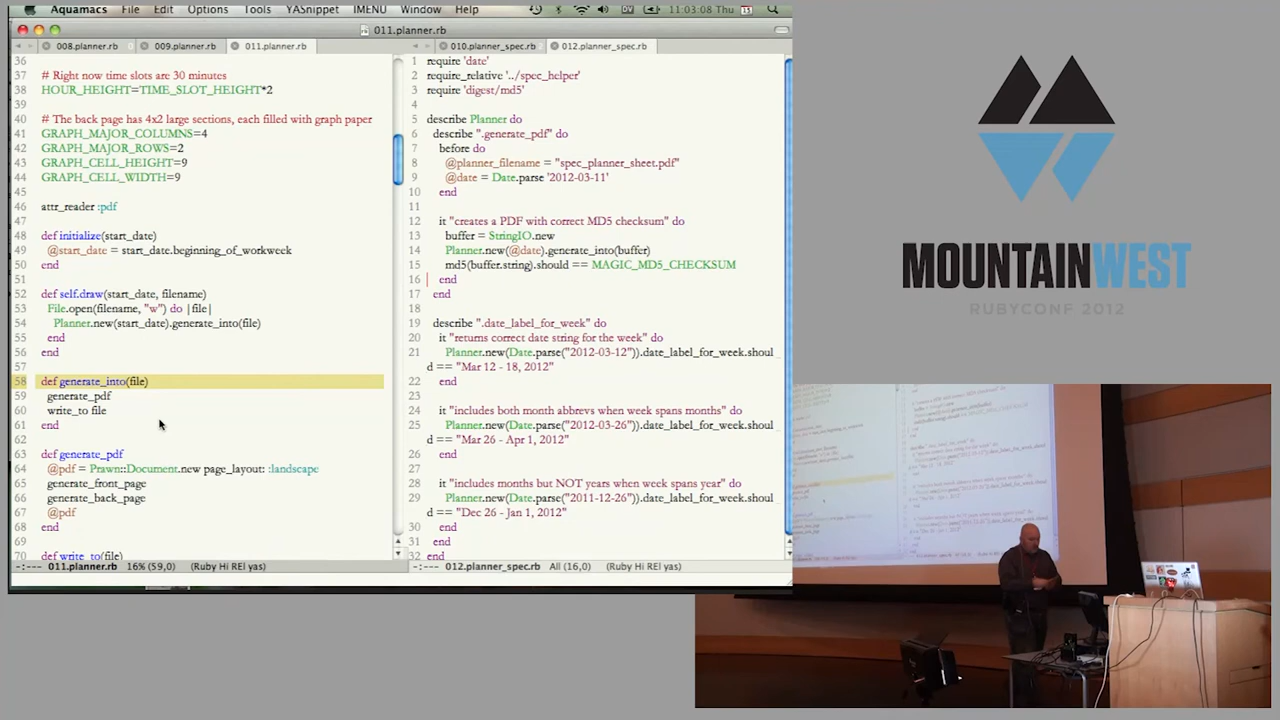 Aquamacs File Edit Options Tools YASnippet IMENU Window Help 11:03:08 Thu
011.planner.rb
008.planner.rb 009.planner.rb 011.planner.rb
36
37 # Right now time slots are 30 minutes
38 HOUR_HEIGHT=TIME_SLOT_HEIGHT*2
39
40 # The back page has 4x2 large sections, each filled with graph paper
41 GRAPH_MAJOR_COLUMNS=4
42 GRAPH_MAJOR_ROWS=2
43 GRAPH_CELL_HEIGHT=9
44 GRAPH_CELL_WIDTH=9
45
46 attr_reader :pdf
47
48 def initialize(start_date)
49 @start_date = start_date.beginning_of_workweek
50 end
51
52 def self.draw(start_date, filename)
53 File.open(filename, "w") do |file|
54 Planner.new(start_date).generate_into(file)
55 end
56 end
57
58 def generate_into(file)
59 generate_pdf
60 write_to file
61 end
62
63 def generate_pdf
64 @pdf = Prawn::Document.new page_layout: :landscape
65 generate_front_page
66 generate_back_page
67 @pdf
68 end
69
70 def write_to(file)
-:--- 011.planner.rb 16% (59,0) (Ruby Hi REl yas)
010.planner_spec.rb 012.planner_spec.rb
1 require 'date'
2 require_relative '../spec_helper'
3 require 'digest/md5'
4
5 describe Planner do
6 describe ".generate_pdf" do
7 before do
8 @planner_filename = "spec_planner_sheet.pdf"
9 @date = Date.parse '2012-03-11'
10 end
11
12 it "creates a PDF with correct MD5 checksum" do
13 buffer = StringIO.new
14 Planner.new(@date).generate_into(buffer)
15 md5(buffer.string).should == MAGIC_MD5_CHECKSUM
16 end
17 end
18
19 describe ".date_label_for_week" do
20 it "returns correct date string for the week" do
21 Planner.new(Date.parse("2012-03-12")).date_label_for_week.shoul
d == "Mar 12 - 18, 2012"
22 end
23
24 it "includes both month abbrevs when week spans months" do
25 Planner.new(Date.parse("2012-03-26")).date_label_for_week.shoul
d == "Mar 26 - Apr 1, 2012"
26 end
27
28 it "includes months but NOT years when week spans year" do
29 Planner.new(Date.parse("2011-12-26")).date_label_for_week.shoul
d == "Dec 26 - Jan 1, 2012"
30 end
31 end
32 end
-:--- 012.planner_spec.rb All (16,0) (Ruby Hi REl yas)
MOUNTAINWEST
RUBYCONF 2012